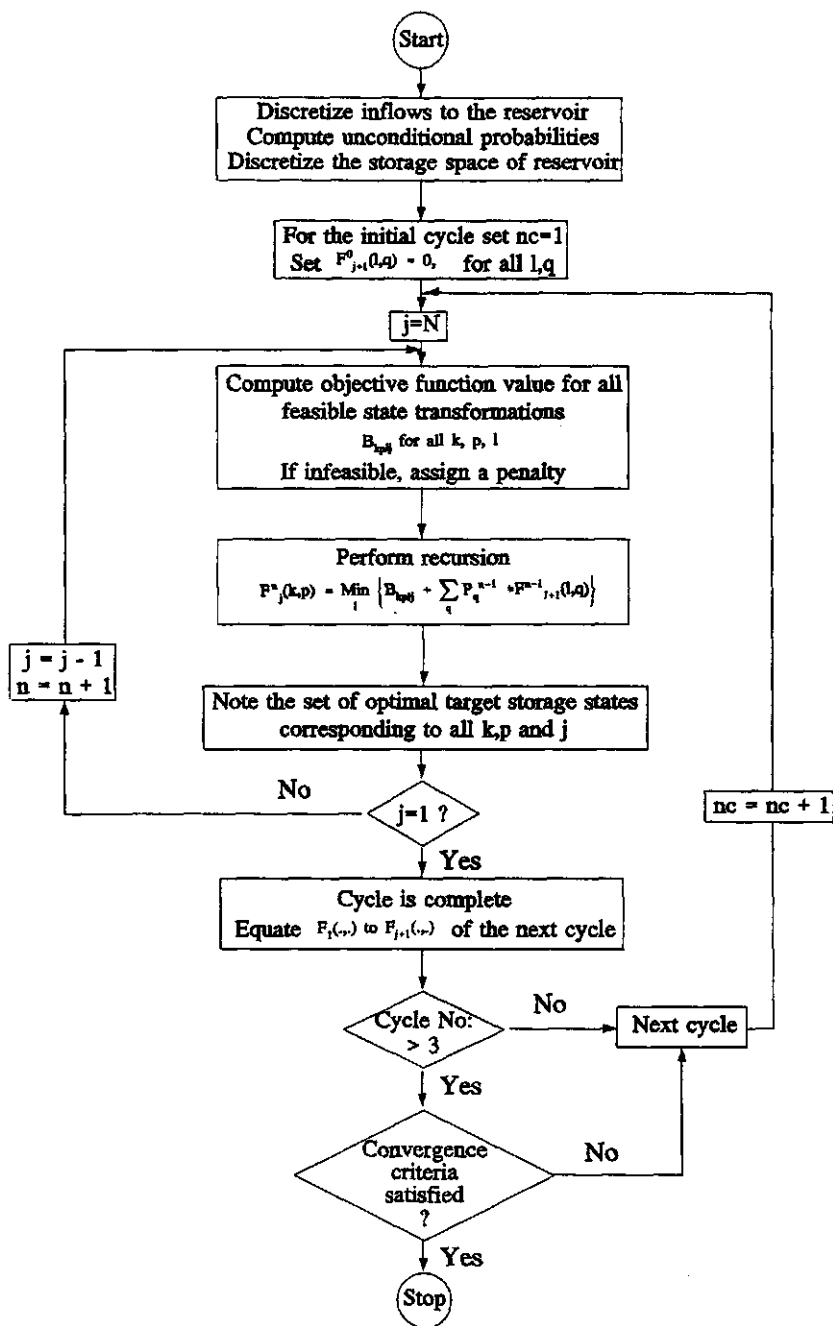 Start
Discretize inflows to the reservoir
Compute unconditional probabilities
Discretize the storage space of reservoir
For the initial cycle set nc=1
Set F⁰ⱼ₊₁(l,q) = 0, for all l,q
j=N
Compute objective function value for all
feasible state transformations
Bₖₚₗⱼ for all k, p, l
If infeasible, assign a penalty
Perform recursion
Fⁿⱼ(k,p) = Min { Bₖₚₗⱼ + ∑ P_qⁿ⁻¹ *Fⁿ⁻¹ⱼ₊₁(l,q)}
l q
j = j - 1
n = n + 1
Note the set of optimal target storage states
corresponding to all k,p and j
No
j=1 ?
nc = nc + 1
Yes
Cycle is complete
Equate F₁(.,.) to Fⱼ₊₁(.,.) of the next cycle
Cycle No:
> 3
No
Next cycle
Yes
Convergence
criteria
satisfied
?
No
Yes
Stop